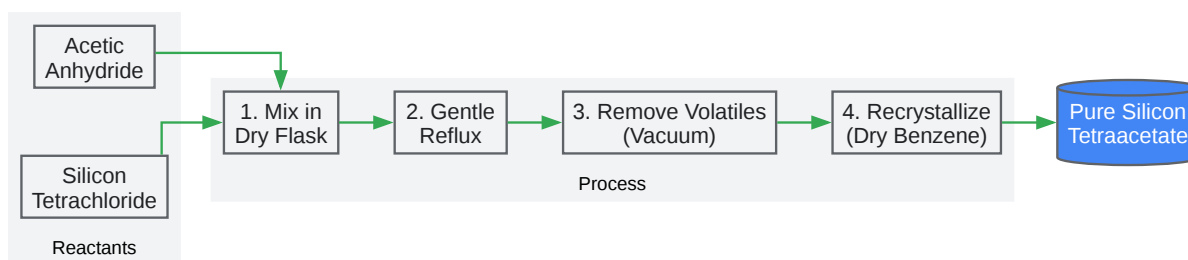 Acetic
Anhydride
Silicon
Tetrachloride
Reactants
1. Mix in
Dry Flask
2. Gentle
Reflux
3. Remove Volatiles
(Vacuum)
4. Recrystallize
(Dry Benzene)
Process
Pure Silicon
Tetraacetate